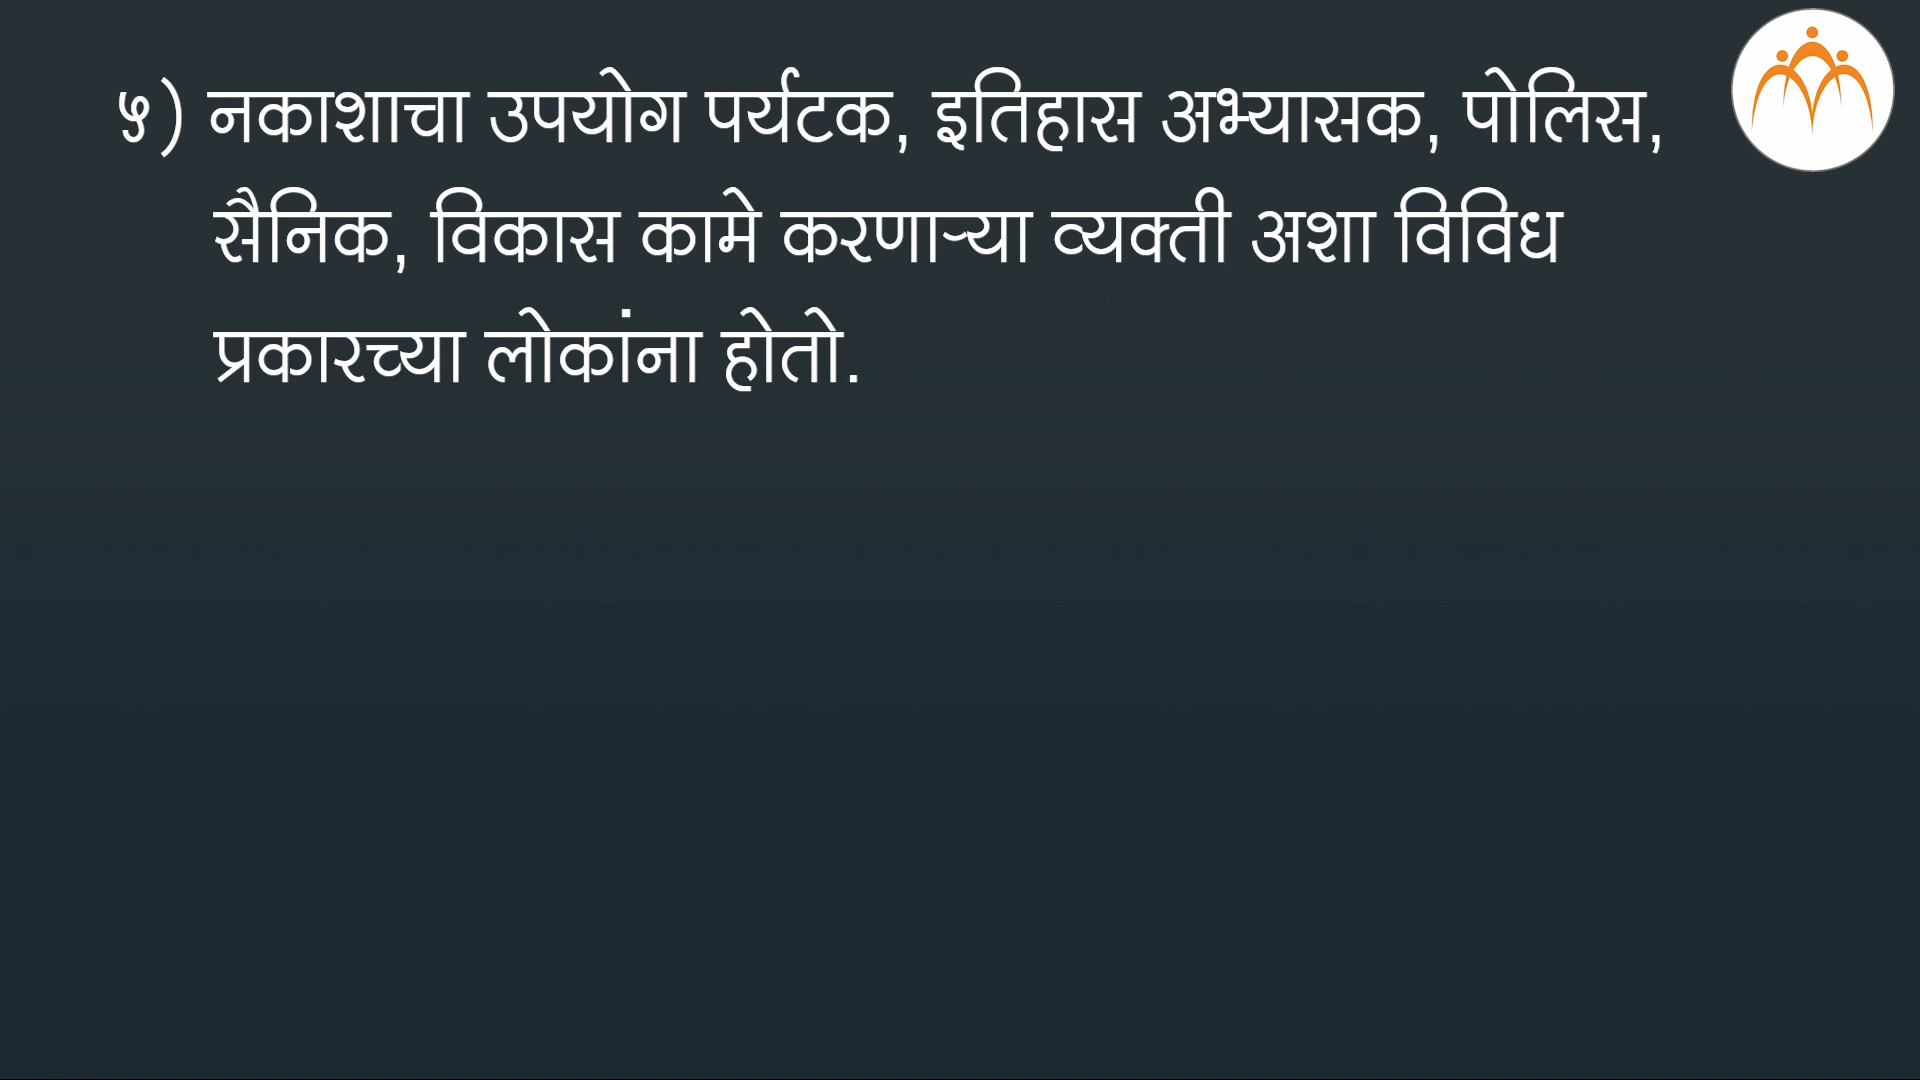 ५) नकाशाचा उपयोग पर्यटक, इतिहास अभ्यासक, पोलिस,
सैनिक, विकास कामे करणाऱ्या व्यक्ती अशा विविध
प्रकारच्या लोकांना होतो.